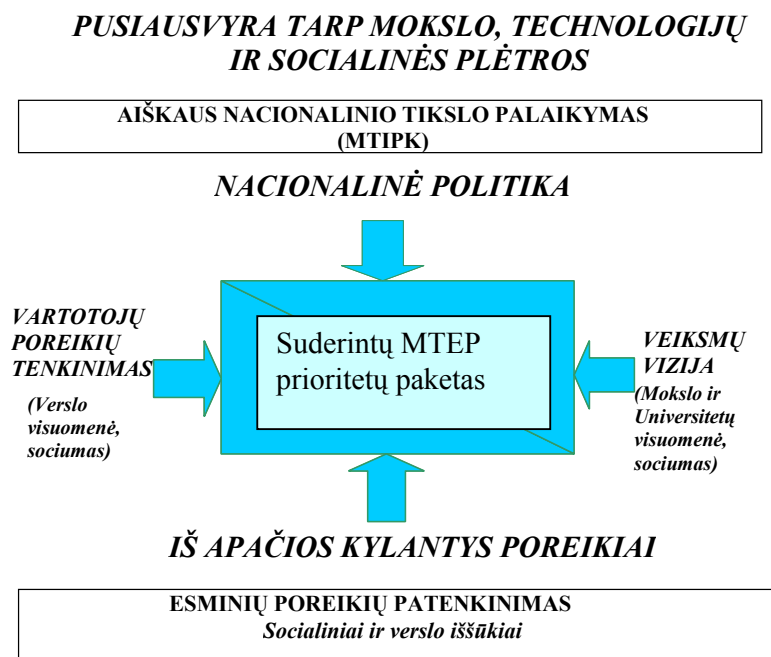 PUSIAUSVYRA TARP MOKSLO, TECHNOLOGIJŲ
IR SOCIALINĖS PLĖTROS
AIŠKAUS NACIONALINIO TIKSLO PALAIKYMAS
(MTIPK)
NACIONALINĖ POLITIKA
VARTOTOJŲ
POREIKIŲ
TENKINIMAS
(Verslo
visuomenė,
sociumas)
Suderintų MTEP
prioritetų paketas
VEIKSMŲ
VIZIJA
(Mokslo ir
Universitetų
visuomenė,
sociumas)
IŠ APAČIOS KYLANTYS POREIKIAI
ESMINIŲ POREIKIŲ PATENKINIMAS
Socialiniai ir verslo iššūkiai